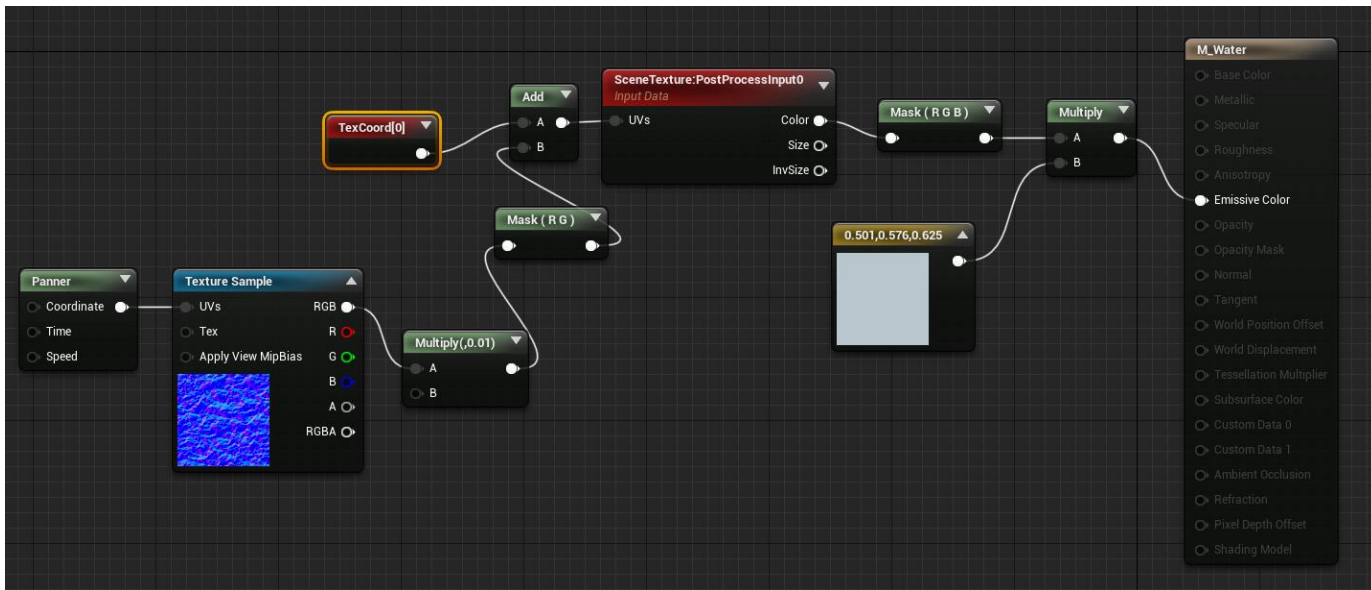 TexCoord[0]
Add
A
B
SceneTexture:PostProcessInput0
Input Data
UVs
Color
Size
InvSize
Mask ( R G B )
Multiply
A
B
M_Water
Base Color
Metallic
Specular
Roughness
Anisotropy
Emissive Color
Opacity
Opacity Mask
Normal
Tangent
World Position Offset
World Displacement
Tessellation Multiplier
Subsurface Color
Custom Data 0
Custom Data 1
Ambient Occlusion
Refraction
Pixel Depth Offset
Shading Model
Mask ( R G )
0.501,0.576,0.625
Panner
Coordinate
Time
Speed
Texture Sample
UVs
RGB
Tex
R
Apply View MipBias
G
B
A
RGBA
Multiply(,0.01)
A
B